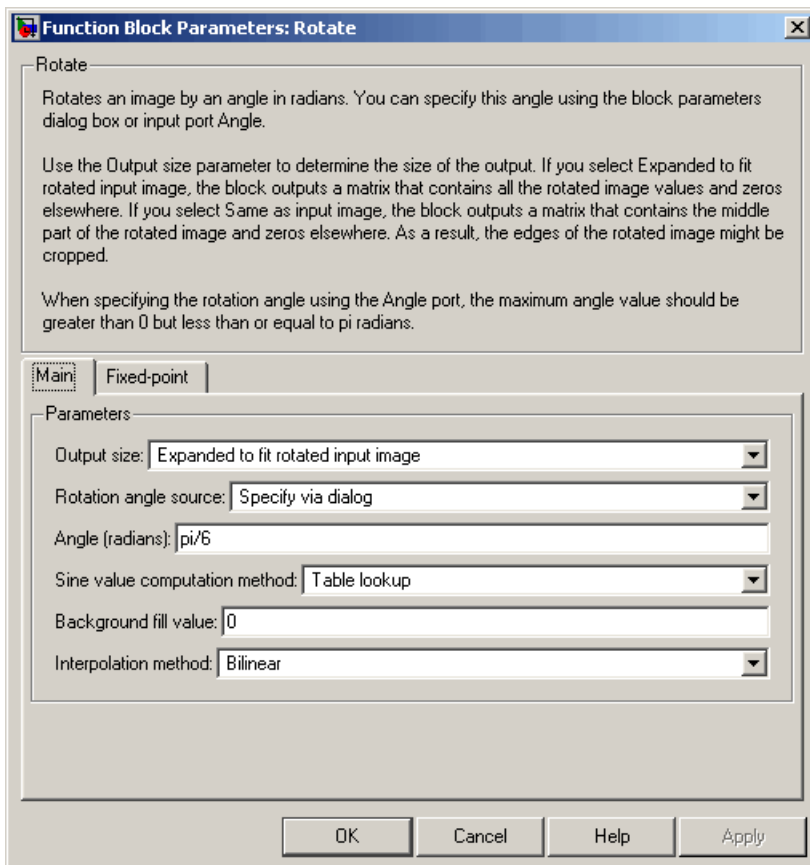 Function Block Parameters: Rotate
Rotate
Rotates an image by an angle in radians. You can specify this angle using the block parameters
dialog box or input port Angle.
Use the Output size parameter to determine the size of the output. If you select Expanded to fit
rotated input image, the block outputs a matrix that contains all the rotated image values and zeros
elsewhere. If you select Same as input image, the block outputs a matrix that contains the middle
part of the rotated image and zeros elsewhere. As a result, the edges of the rotated image might be
cropped.
When specifying the rotation angle using the Angle port, the maximum angle value should be
greater than 0 but less than or equal to pi radians.
Main Fixed-point
Parameters
Output size: Expanded to fit rotated input image
Rotation angle source: Specify via dialog
Angle (radians): pi/6
Sine value computation method: Table lookup
Background fill value: 0
Interpolation method: Bilinear
OK Cancel Help Apply